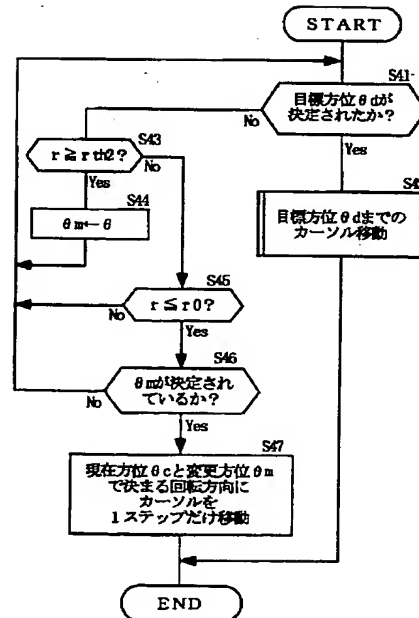 START
S41
目標方位θdが
決定されたか?
No
Yes
S43
r≧rth2?
No
Yes
S44
θm←θ
目標方位θdまでの
カーソル移動
S45
r≦r0?
No
Yes
S46
θmが決定され
ているか?
No
Yes
S47
現在方位θcと変更方位θm
で決まる回転方向に
カーソルを
1ステップだけ移動
END